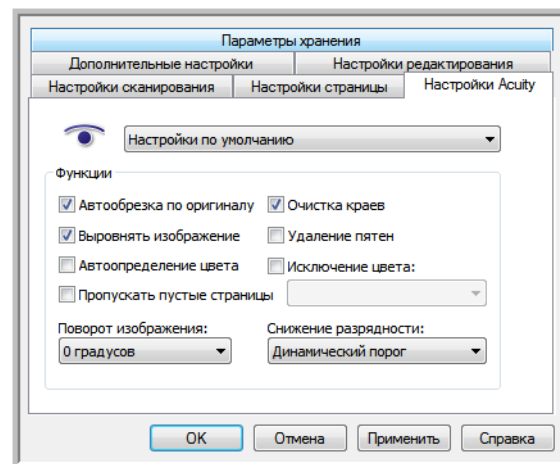 Параметры хранения
Дополнительные настройки Настройки редактирования
Настройки сканирования Настройки страницы Настройки Acuity
Настройки по умолчанию
Функции
Автообрезка по оригиналу Очистка краев
Выровнять изображение Удаление пятен
Автоопределение цвета Исключение цвета:
Пропускать пустые страницы
Поворот изображения: Снижение разрядности:
0 градусов Динамический порог
OK Отмена Применить Справка